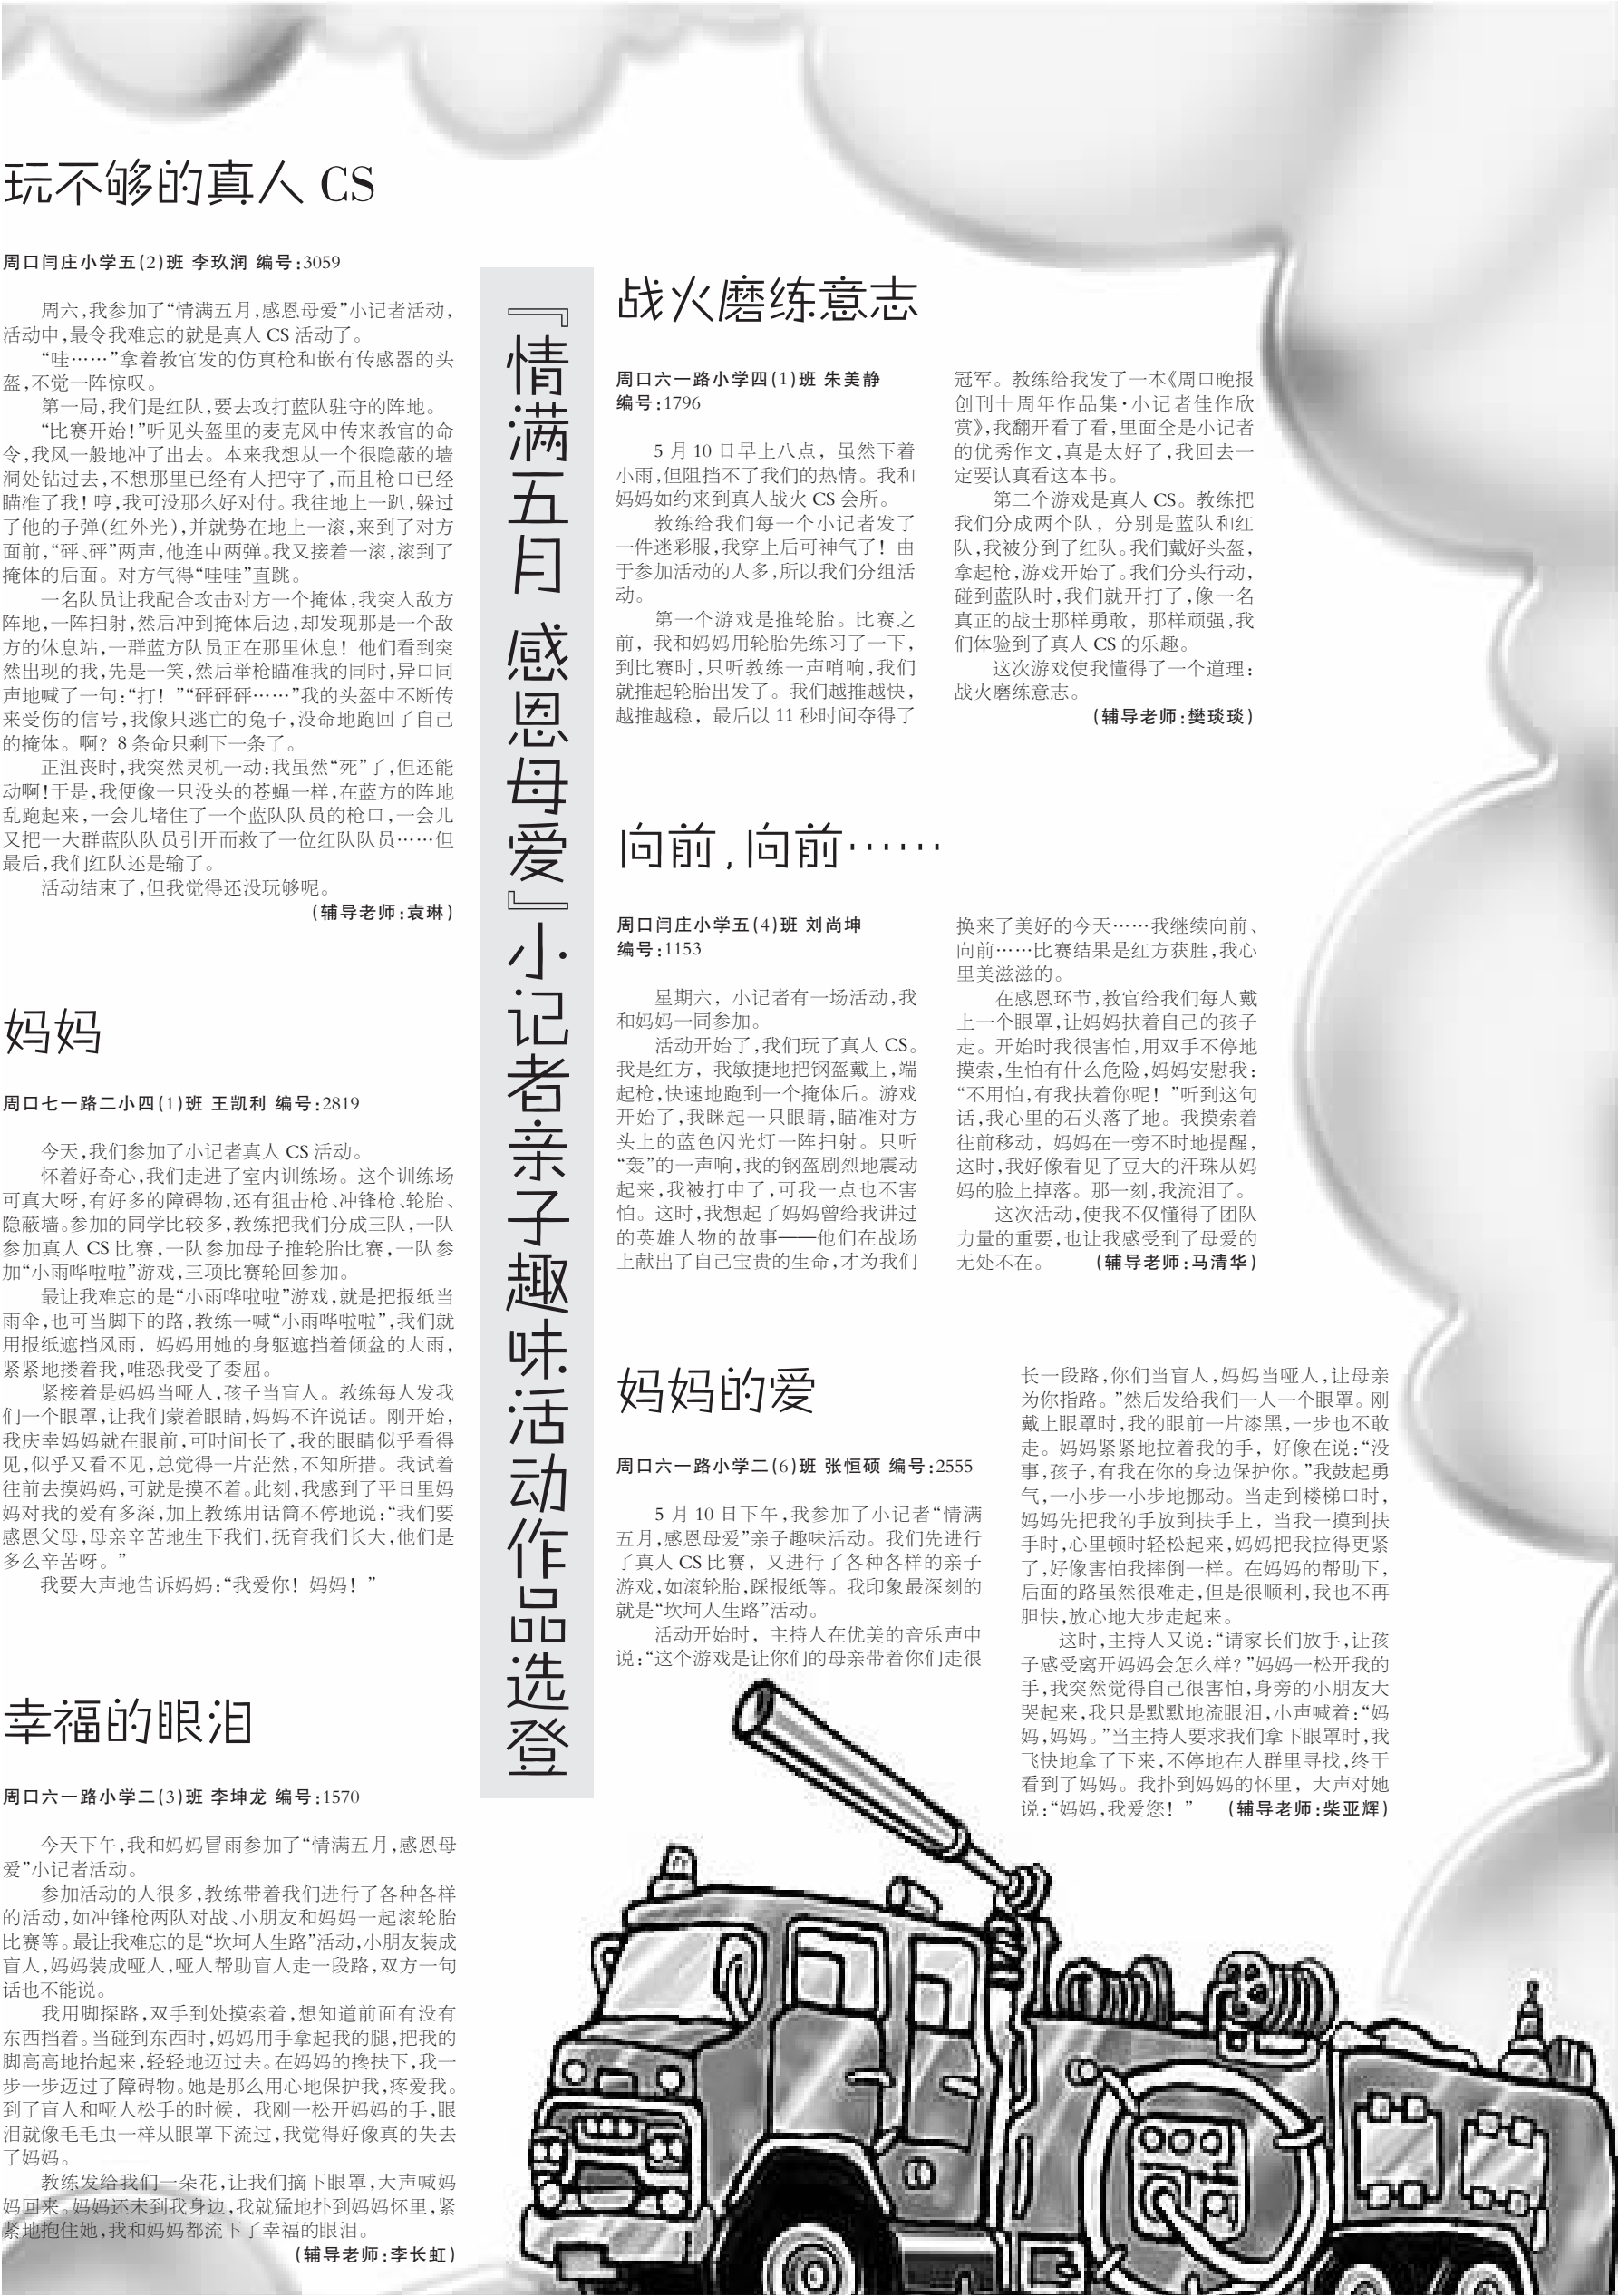 玩不够的真人 CS
周口闫庄小学五(2)班 李玖润 编号:3059
周六,我参加了“情满五月,感恩母爱”小记者活动,
活动中,最令我难忘的就是真人 CS 活动了。
“哇……”拿着教官发的仿真枪和嵌有传感器的头
盔,不觉一阵惊叹。
第一局,我们是红队,要去攻打蓝队驻守的阵地。
“比赛开始!”听见头盔里的麦克风中传来教官的命
令,我风一般地冲了出去。本来我想从一个很隐蔽的墙
洞处钻过去,不想那里已经有人把守了,而且枪口已经
瞄准了我!哼,我可没那么好对付。我往地上一趴,躲过
了他的子弹(红外光),并就势在地上一滚,来到了对方
面前,“砰、砰”两声,他连中两弹。我又接着一滚,滚到了
掩体的后面。对方气得“哇哇”直跳。
一名队员让我配合攻击对方一个掩体,我突入敌方
阵地,一阵扫射,然后冲到掩体后边,却发现那是一个敌
方的休息站,一群蓝方队员正在那里休息!他们看到突
然出现的我,先是一笑,然后举枪瞄准我的同时,异口同
声地喊了一句:“打!”“砰砰砰……”我的头盔中不断传
来受伤的信号,我像只逃亡的兔子,没命地跑回了自己
的掩体。啊?8 条命只剩下一条了。
正沮丧时,我突然灵机一动:我虽然“死”了,但还能
动啊!于是,我便像一只没头的苍蝇一样,在蓝方的阵地
乱跑起来,一会儿堵住了一个蓝队队员的枪口,一会儿
又把一大群蓝队队员引开而救了一位红队队员……但
最后,我们红队还是输了。
活动结束了,但我觉得还没玩够呢。
(辅导老师:袁琳)
妈妈
周口七一路二小四(1)班 王凯利 编号:2819
今天,我们参加了小记者真人 CS 活动。
怀着好奇心,我们走进了室内训练场。这个训练场
可真大呀,有好多的障碍物,还有狙击枪、冲锋枪、轮胎、
隐蔽墙。参加的同学比较多,教练把我们分成三队,一队
参加真人 CS 比赛,一队参加母子推轮胎比赛,一队参
加“小雨哗啦啦”游戏,三项比赛轮回参加。
最让我难忘的是“小雨哗啦啦”游戏,就是把报纸当
雨伞,也可当脚下的路,教练一喊“小雨哗啦啦”,我们就
用报纸遮挡风雨,妈妈用她的身躯遮挡着倾盆的大雨,
紧紧地搂着我,唯恐我受了委屈。
紧接着是妈妈当哑人,孩子当盲人。教练每人发我
们一个眼罩,让我们蒙着眼睛,妈妈不许说话。刚开始,
我庆幸妈妈就在眼前,可时间长了,我的眼睛似乎看得
见,似乎又看不见,总觉得一片茫然,不知所措。我试着
往前去摸妈妈,可就是摸不着。此刻,我感到了平日里妈
妈对我的爱有多深,加上教练用话筒不停地说:“我们要
感恩父母,母亲辛苦地生下我们,抚育我们长大,他们是
多么辛苦呀。”
我要大声地告诉妈妈:“我爱你!妈妈!”
幸福的眼泪
周口六一路小学二(3)班 李坤龙 编号:1570
今天下午,我和妈妈冒雨参加了“情满五月,感恩母
爱”小记者活动。
参加活动的人很多,教练带着我们进行了各种各样
的活动,如冲锋枪两队对战、小朋友和妈妈一起滚轮胎
比赛等。最让我难忘的是“坎坷人生路”活动,小朋友装成
盲人,妈妈装成哑人,哑人帮助盲人走一段路,双方一句
话也不能说。
我用脚探路,双手到处摸索着,想知道前面有没有
东西挡着。当碰到东西时,妈妈用手拿起我的腿,把我的
脚高高地抬起来,轻轻地迈过去。在妈妈的搀扶下,我一
步一步迈过了障碍物。她是那么用心地保护我,疼爱我。
到了盲人和哑人松手的时候,我刚一松开妈妈的手,眼
泪就像毛毛虫一样从眼罩下流过,我觉得好像真的失去
了妈妈。
教练发给我们一朵花,让我们摘下眼罩,大声喊妈
妈回来。妈妈还未到我身边,我就猛地扑到妈妈怀里,紧
紧地抱住她,我和妈妈都流下了幸福的眼泪。
(辅导老师:李长虹)
『情满五月 感恩母爱』小记者亲子趣味活动作品选登
战火磨练意志
周口六一路小学四(1)班 朱美静
编号:1796
5 月 10 日早上八点,虽然下着
小雨,但阻挡不了我们的热情。我和
妈妈如约来到真人战火 CS 会所。
教练给我们每一个小记者发了
一件迷彩服,我穿上后可神气了!由
于参加活动的人多,所以我们分组活
动。
第一个游戏是推轮胎。比赛之
前,我和妈妈用轮胎先练习了一下,
到比赛时,只听教练一声哨响,我们
就推起轮胎出发了。我们越推越快,
越推越稳,最后以 11 秒时间夺得了
冠军。教练给我发了一本《周口晚报
创刊十周年作品集·小记者佳作欣
赏》,我翻开看了看,里面全是小记者
的优秀作文,真是太好了,我回去一
定要认真看这本书。
第二个游戏是真人 CS。教练把
我们分成两个队,分别是蓝队和红
队,我被分到了红队。我们戴好头盔,
拿起枪,游戏开始了。我们分头行动,
碰到蓝队时,我们就开打了,像一名
真正的战士那样勇敢,那样顽强,我
们体验到了真人 CS 的乐趣。
这次游戏使我懂得了一个道理:
战火磨练意志。
(辅导老师:樊琰琰)
向前,向前……
周口闫庄小学五(4)班 刘尚坤
编号:1153
星期六,小记者有一场活动,我
和妈妈一同参加。
活动开始了,我们玩了真人 CS。
我是红方,我敏捷地把钢盔戴上,端
起枪,快速地跑到一个掩体后。游戏
开始了,我眯起一只眼睛,瞄准对方
头上的蓝色闪光灯一阵扫射。只听
“轰”的一声响,我的钢盔剧烈地震动
起来,我被打中了,可我一点也不害
怕。这时,我想起了妈妈曾给我讲过
的英雄人物的故事——他们在战场
上献出了自己宝贵的生命,才为我们
换来了美好的今天……我继续向前、
向前……比赛结果是红方获胜,我心
里美滋滋的。
在感恩环节,教官给我们每人戴
上一个眼罩,让妈妈扶着自己的孩子
走。开始时我很害怕,用双手不停地
摸索,生怕有什么危险,妈妈安慰我:
“不用怕,有我扶着你呢!”听到这句
话,我心里的石头落了地。我摸索着
往前移动,妈妈在一旁不时地提醒,
这时,我好像看见了豆大的汗珠从妈
妈的脸上掉落。那一刻,我流泪了。
这次活动,使我不仅懂得了团队
力量的重要,也让我感受到了母爱的
无处不在。 (辅导老师:马清华)
妈妈的爱
周口六一路小学二(6)班 张恒硕 编号:2555
5 月 10 日下午,我参加了小记者“情满
五月,感恩母爱”亲子趣味活动。我们先进行
了真人 CS 比赛,又进行了各种各样的亲子
游戏,如滚轮胎,踩报纸等。我印象最深刻的
就是“坎坷人生路”活动。
活动开始时,主持人在优美的音乐声中
说:“这个游戏是让你们的母亲带着你们走很
长一段路,你们当盲人,妈妈当哑人,让母亲
为你指路。”然后发给我们一人一个眼罩。刚
戴上眼罩时,我的眼前一片漆黑,一步也不敢
走。妈妈紧紧地拉着我的手,好像在说:“没
事,孩子,有我在你的身边保护你。”我鼓起勇
气,一小步一小步地挪动。当走到楼梯口时,
妈妈先把我的手放到扶手上,当我一摸到扶
手时,心里顿时轻松起来,妈妈把我拉得更紧
了,好像害怕我摔倒一样。在妈妈的帮助下,
后面的路虽然很难走,但是很顺利,我也不再
胆怯,放心地大步走起来。
这时,主持人又说:“请家长们放手,让孩
子感受离开妈妈会怎么样?”妈妈一松开我的
手,我突然觉得自己很害怕,身旁的小朋友大
哭起来,我只是默默地流眼泪,小声喊着:“妈
妈,妈妈。”当主持人要求我们拿下眼罩时,我
飞快地拿了下来,不停地在人群里寻找,终于
看到了妈妈。我扑到妈妈的怀里,大声对她
说:“妈妈,我爱您!” (辅导老师:柴亚辉)